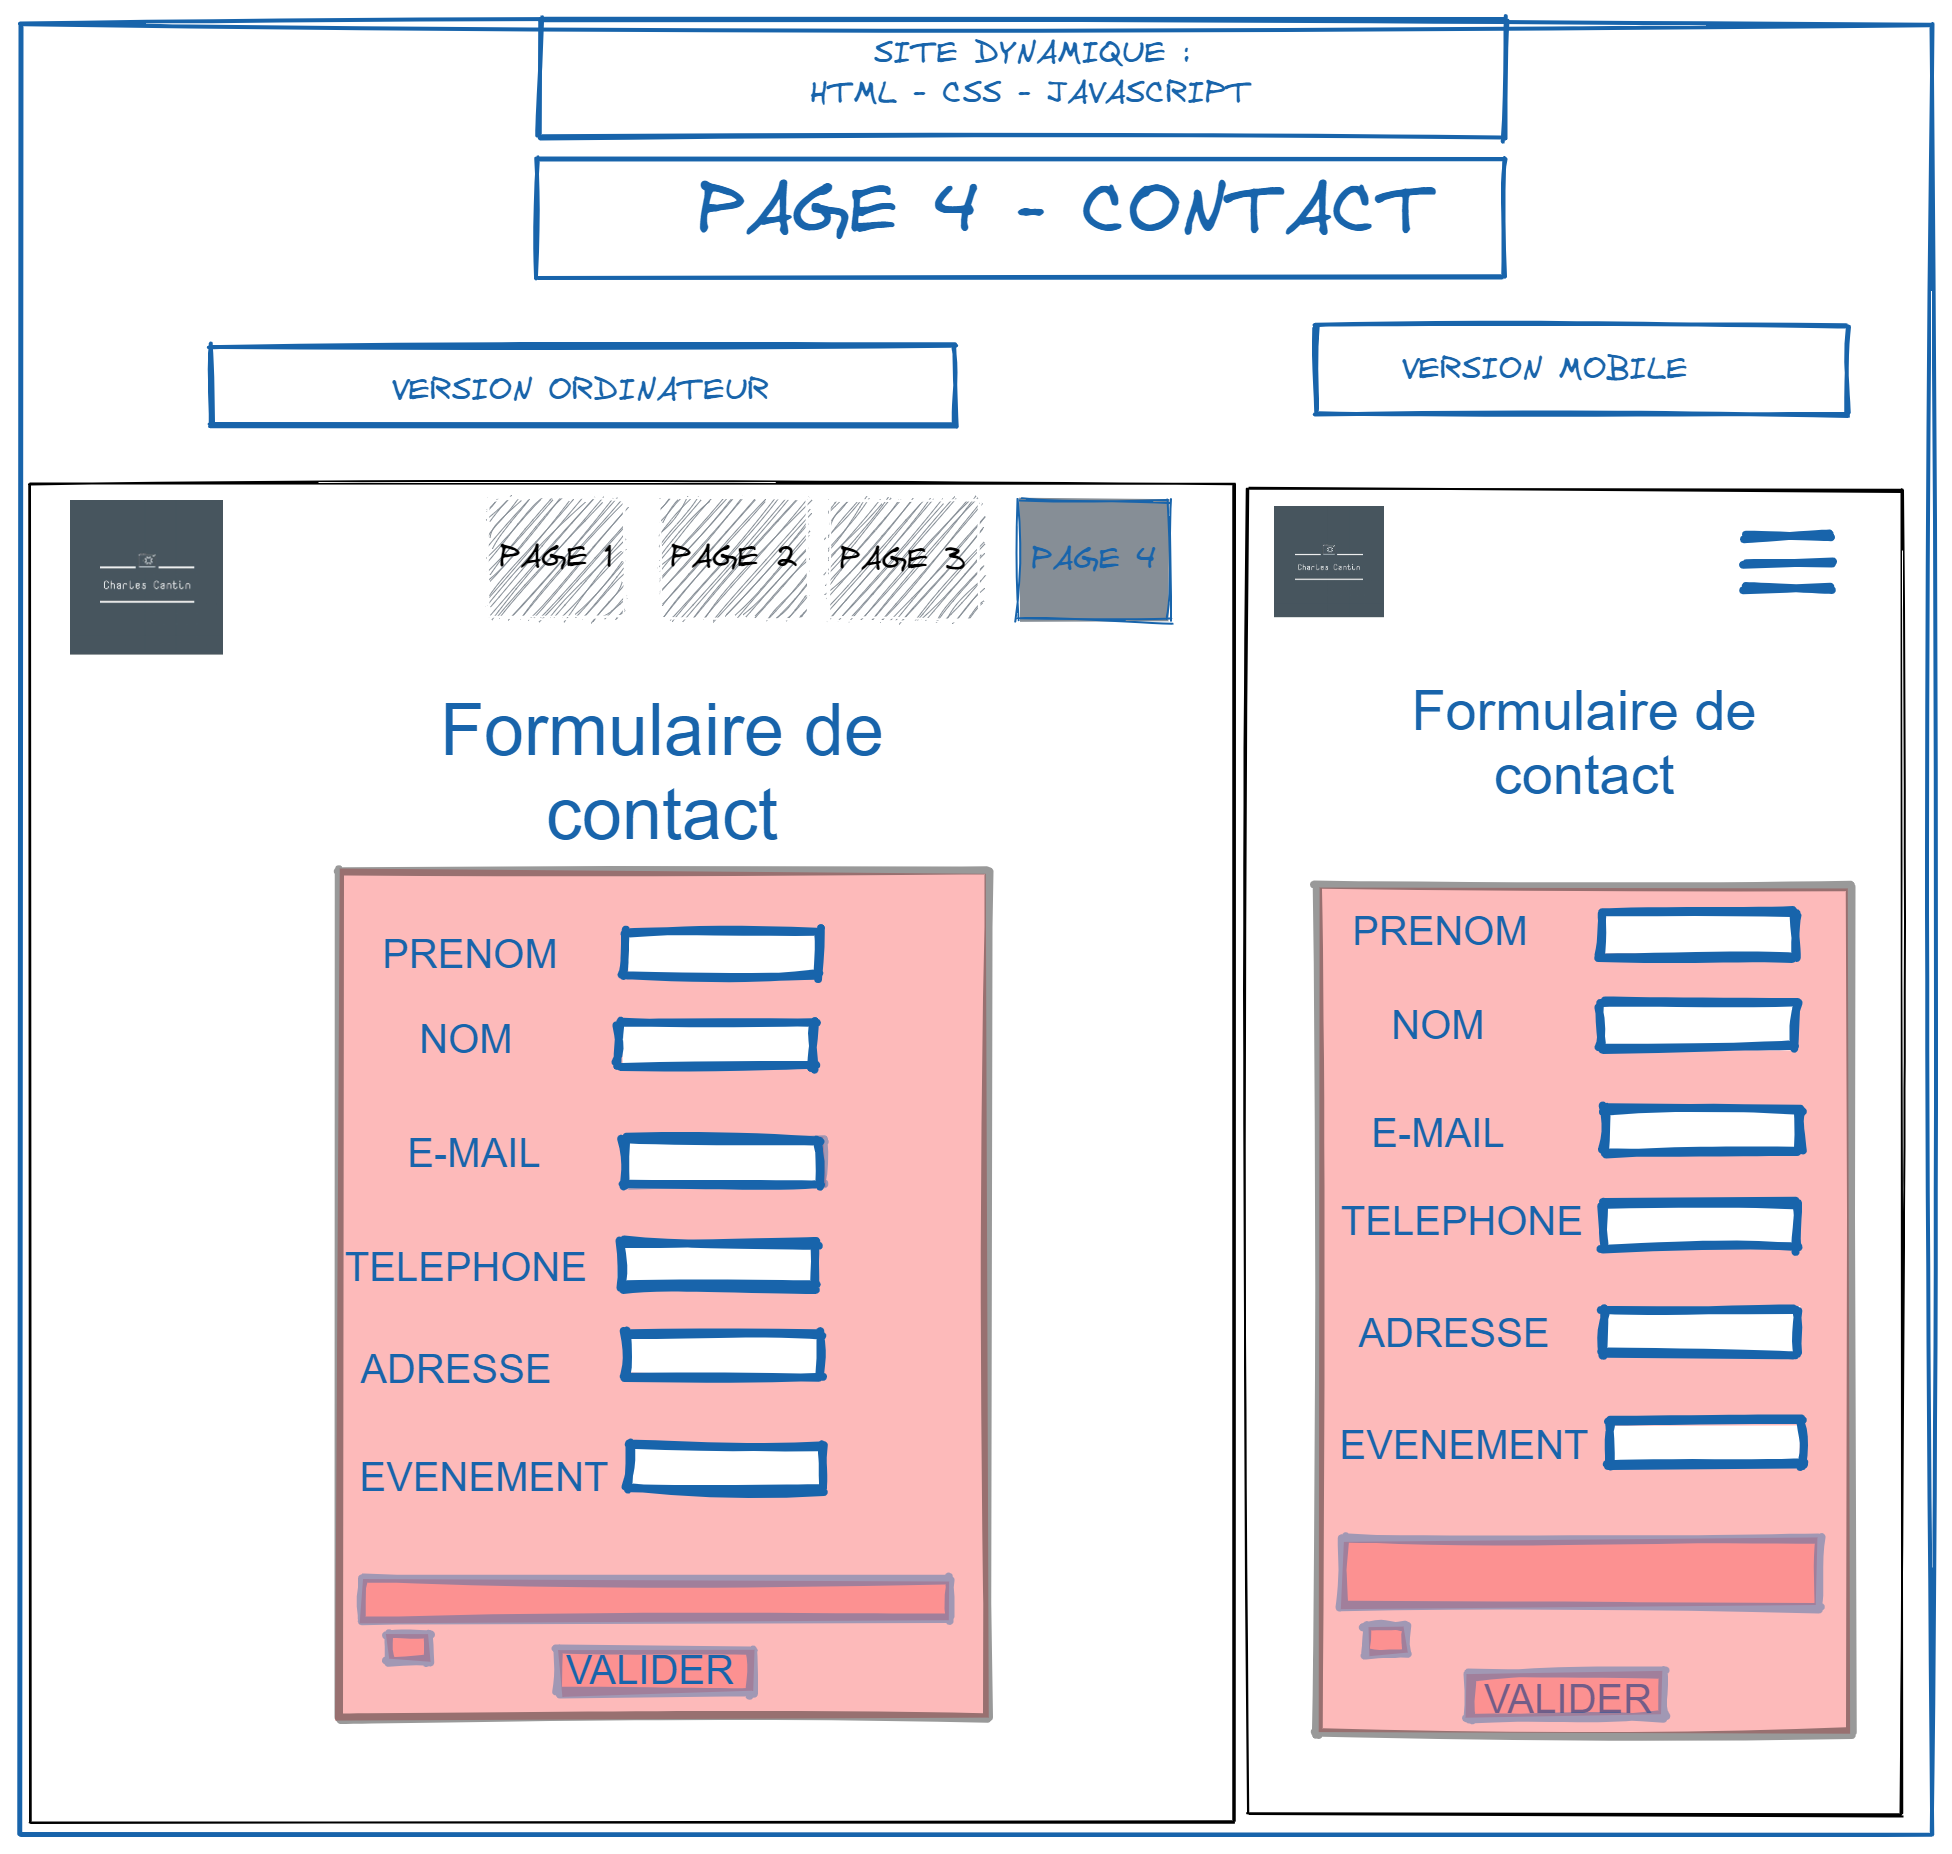 SITE DYNAMIQUE :
HTML - CSS - JAVASCRIPT
PAGE 4 - CONTACT
VERSION ORDINATEUR
VERSION MOBILE
Charles Cantin
PAGE 1
PAGE 2
PAGE 3
PAGE 4
Formulaire de
contact
PRENOM
NOM
E-MAIL
TELEPHONE
ADRESSE
EVENEMENT
VALIDER
Charles Cantin
Formulaire de
contact
PRENOM
NOM
E-MAIL
TELEPHONE
ADRESSE
EVENEMENT
VALIDER